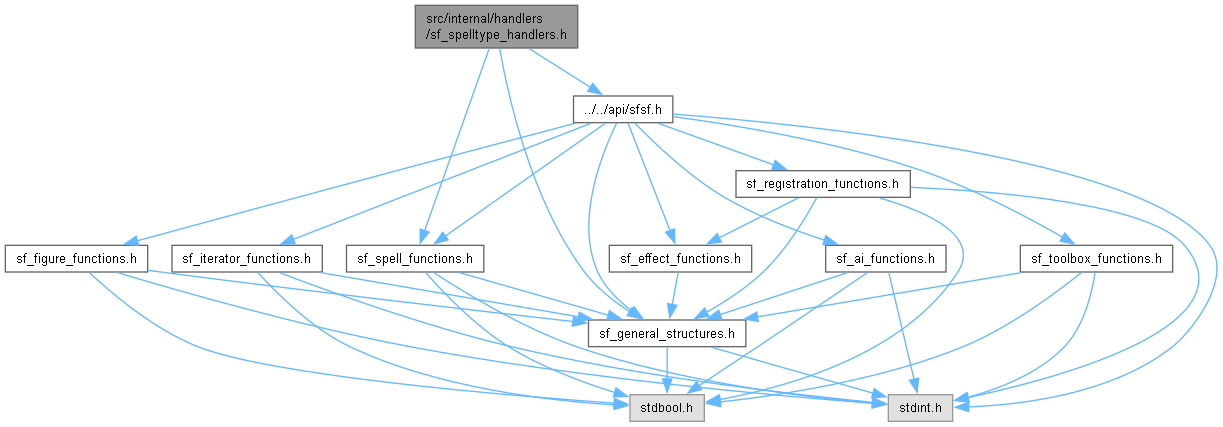 src/internal/handlers
/sf_spelltype_handlers.h
../../api/sfsf.h
sf_registration_functions.h
sf_figure_functions.h
sf_iterator_functions.h
sf_spell_functions.h
sf_effect_functions.h
sf_ai_functions.h
sf_toolbox_functions.h
sf_general_structures.h
stdbool.h
stdint.h